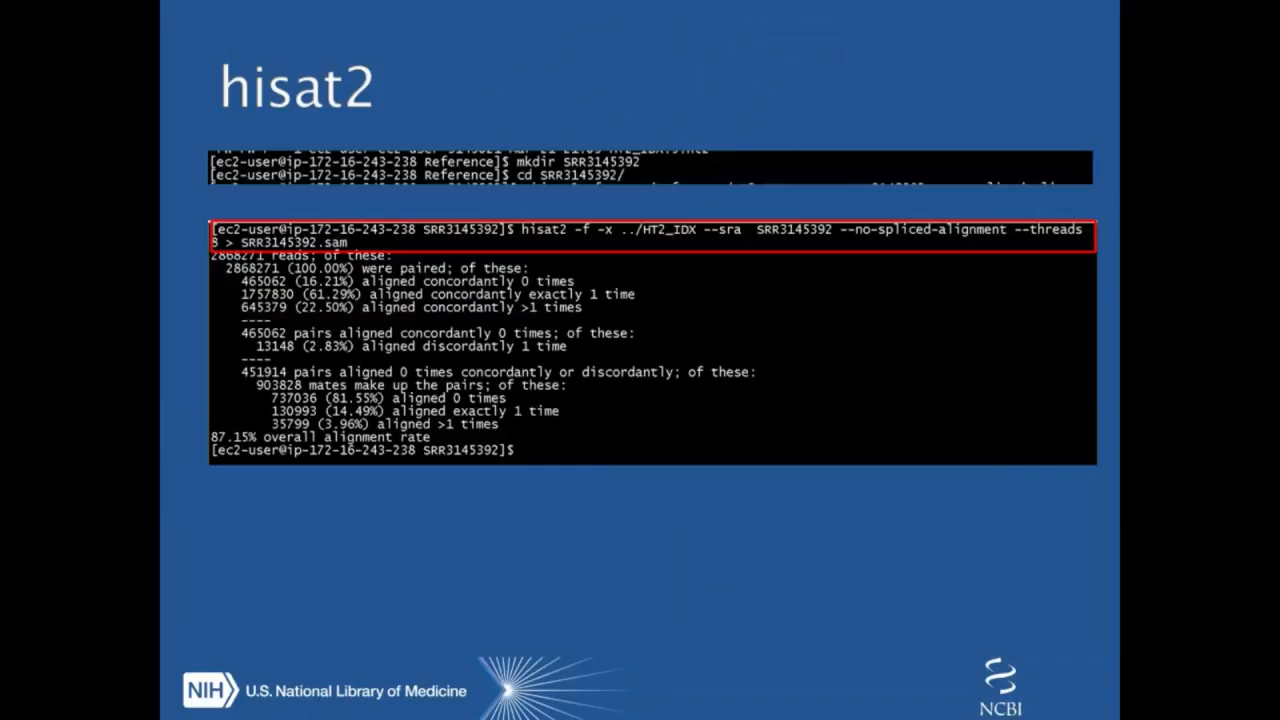 hisat2
[ec2-user@ip-172-16-243-238 Reference]$ mkdir SRR3145392
[ec2-user@ip-172-16-243-238 Reference]$ cd SRR3145392/
[ec2-user@ip-172-16-243-238 SRR3145392]$ hisat2 -f -x ../HT2_IDX --sra  SRR3145392 --no-spliced-alignment --threads
8 > SRR3145392.sam
2868271 reads; of these:
  2868271 (100.00%) were paired; of these:
    465062 (16.21%) aligned concordantly 0 times
    1757830 (61.29%) aligned concordantly exactly 1 time
    645379 (22.50%) aligned concordantly >1 times
    ----
    465062 pairs aligned concordantly 0 times; of these:
      13148 (2.83%) aligned discordantly 1 time
    ----
    451914 pairs aligned 0 times concordantly or discordantly; of these:
      903828 mates make up the pairs; of these:
        737036 (81.55%) aligned 0 times
        130993 (14.49%) aligned exactly 1 time
        35799 (3.96%) aligned >1 times
87.15% overall alignment rate
[ec2-user@ip-172-16-243-238 SRR3145392]$
NIH U.S. National Library of Medicine
NCBI